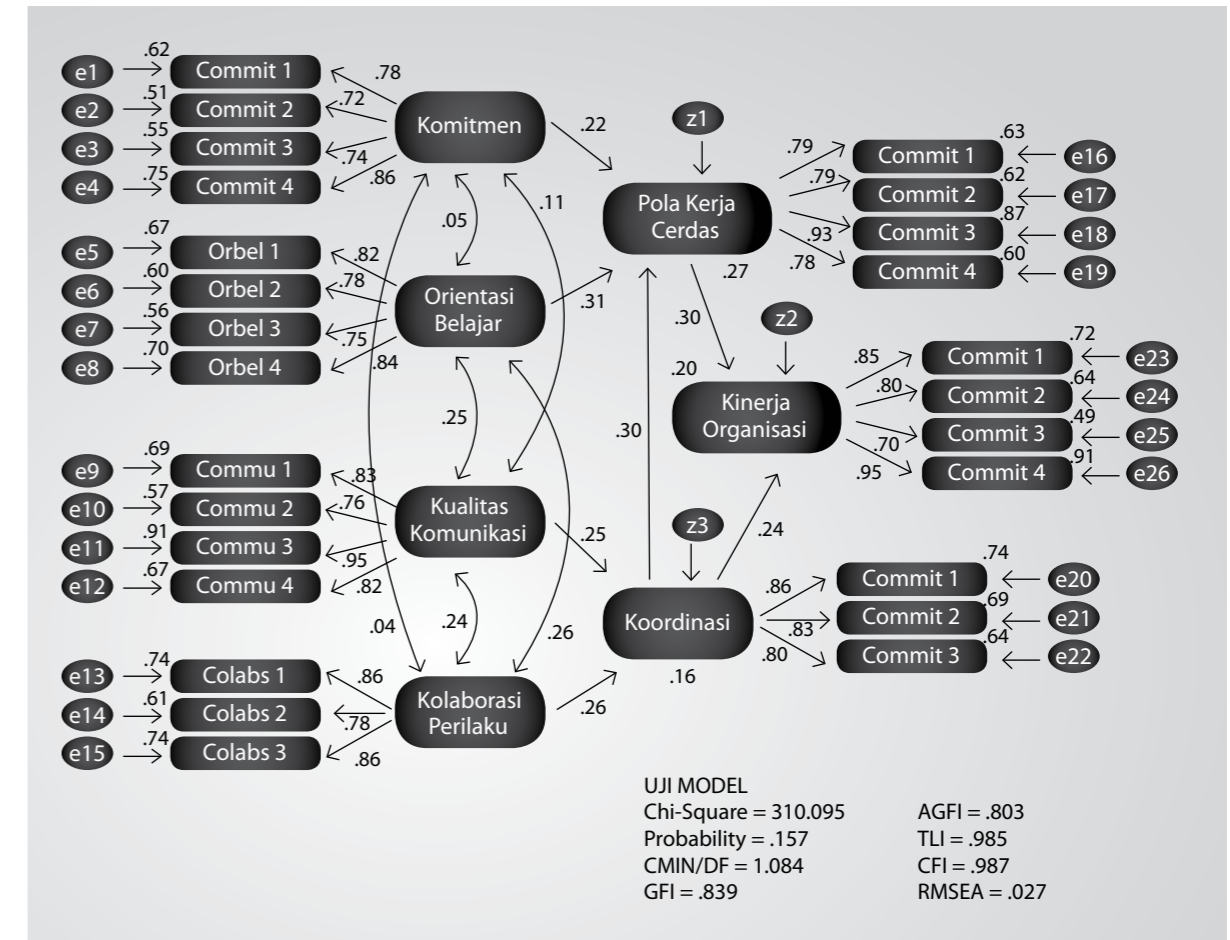 .62
e1
Commit 1
.78
.51
e2
Commit 2
.72
.55
e3
Commit 3
.74
.75
e4
Commit 4
.86
Komitmen
.22
z1
.05
.11
.67
e5
Orbel 1
.82
.60
e6
Orbel 2
.78
.56
e7
Orbel 3
.75
.70
e8
Orbel 4
.84
Orientasi
Belajar
.31
.25
.69
e9
Commu 1
.83
.57
e10
Commu 2
.76
.91
e11
Commu 3
.95
.67
e12
Commu 4
.82
Kualitas
Komunikasi
.25
.04
.24
.26
.74
e13
Colabs 1
.86
.61
e14
Colabs 2
.78
.74
e15
Colabs 3
.86
Kolaborasi
Perilaku
.26
Pola Kerja
Cerdas
.27
.79
Commit 1
.63
e16
.79
Commit 2
.62
e17
.93
Commit 3
.87
e18
.78
Commit 4
.60
e19
.30
z2
.20
Kinerja
Organisasi
.85
Commit 1
.72
e23
.80
Commit 2
.64
e24
.70
Commit 3
.49
e25
.95
Commit 4
.91
e26
.30
.24
z3
Koordinasi
.16
.86
Commit 1
.74
e20
.83
Commit 2
.69
e21
.80
Commit 3
.64
e22
UJI MODEL
Chi-Square = 310.095
Probability = .157
CMIN/DF = 1.084
GFI = .839
AGFI = .803
TLI = .985
CFI = .987
RMSEA = .027